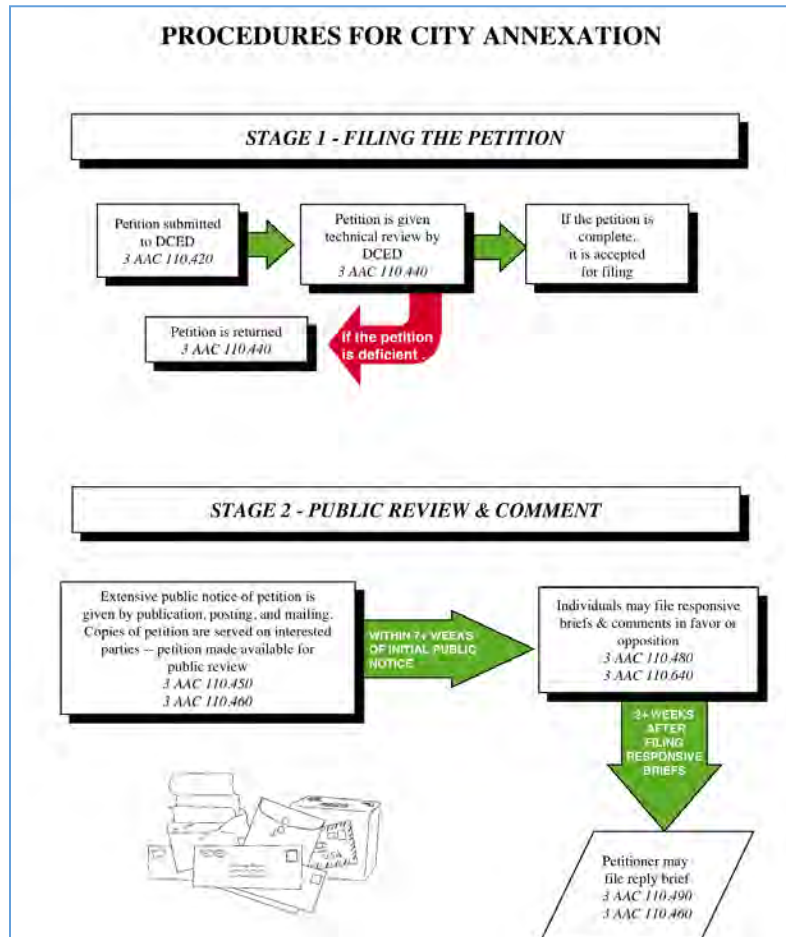 PROCEDURES FOR CITY ANNEXATION
STAGE 1 - FILING THE PETITION
Petition submitted
to DCED
3 AAC 110.420
Petition is given
technical review by
DCED
3 AAC 110.440
If the petition is
complete,
it is accepted
for filing
Petition is returned
3 AAC 110.440
If the petition
is deficient .
STAGE 2 - PUBLIC REVIEW & COMMENT
Extensive public notice of petition is
given by publication, posting, and mailing.
Copies of petition are served on interested
parties -- petition made available for
public review
3 AAC 110.450
3 AAC 110.460
WITHIN 7+ WEEKS
OF INITIAL PUBLIC
NOTICE
Individuals may file responsive
briefs & comments in favor or
opposition
3 AAC 110.480
3 AAC 110.640
2+ WEEKS
AFTER
FILING
RESPONSIVE
BRIEFS
USA
Petitioner may
file reply brief
3 AAC 110.490
3 AAC 110.460